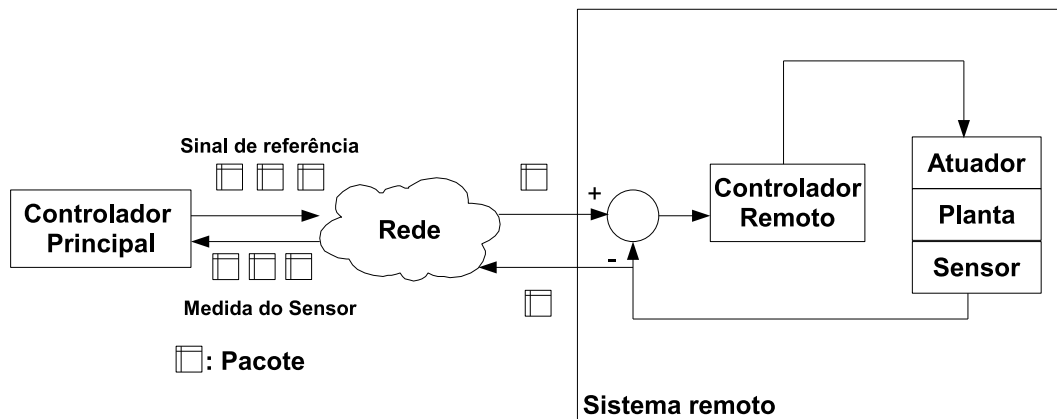 Sinal de referência
Controlador
Principal
Rede
Medida do Sensor
: Pacote
+
-
Controlador
Remoto
Atuador
Planta
Sensor
Sistema remoto